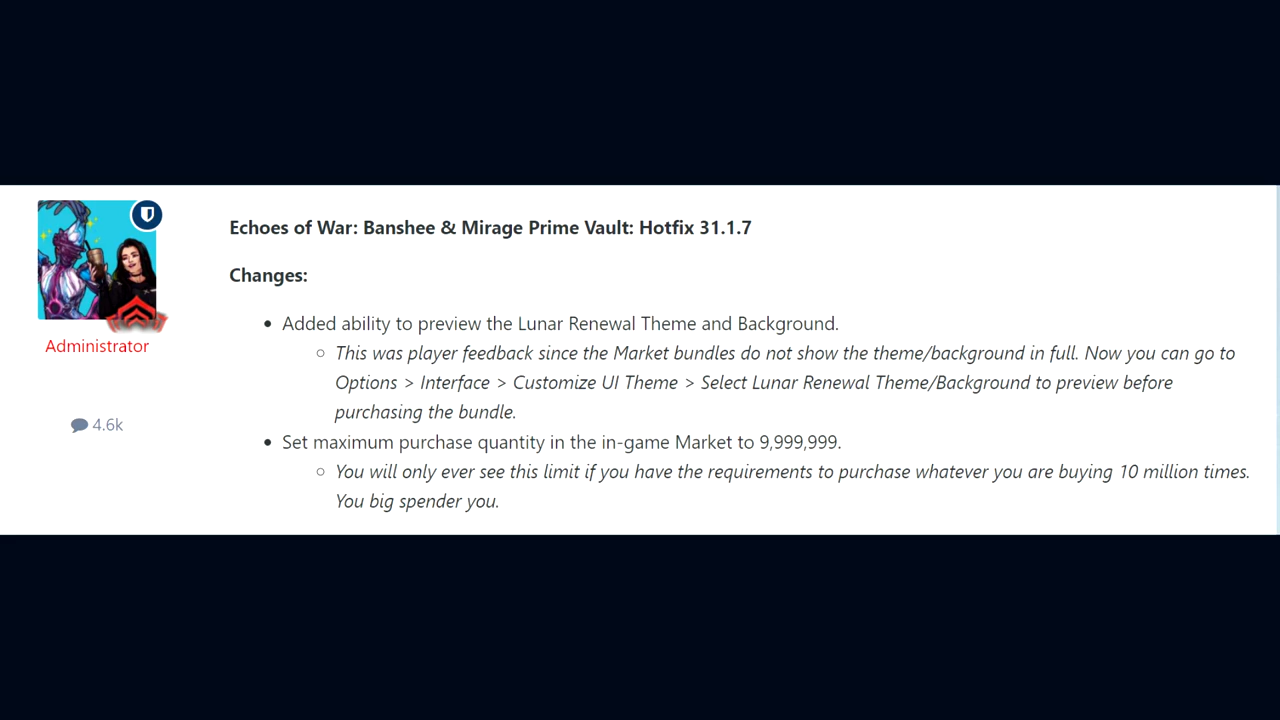 Echoes of War: Banshee & Mirage Prime Vault: Hotfix 31.1.7
Changes:
Added ability to preview the Lunar Renewal Theme and Background.
This was player feedback since the Market bundles do not show the theme/background in full. Now you can go to
Options > Interface > Customize UI Theme > Select Lunar Renewal Theme/Background to preview before
purchasing the bundle.
Set maximum purchase quantity in the in-game Market to 9,999,999.
You will only ever see this limit if you have the requirements to purchase whatever you are buying 10 million times.
You big spender you.
Administrator
4.6k